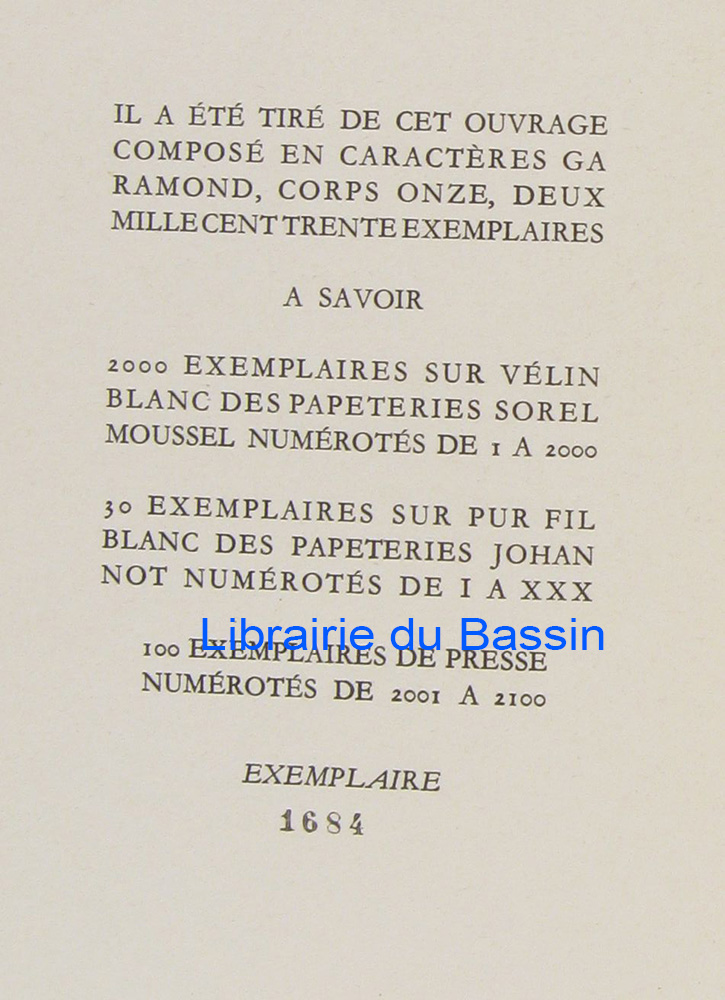 IL A ÉTÉ TIRÉ DE CET OUVRAGE
COMPOSÉ EN CARACTÈRES GA
RAMOND, CORPS ONZE, DEUX
MILLE CENT TRENTE EXEMPLAIRES
A SAVOIR
2000 EXEMPLAIRES SUR VÉLIN
BLANC DES PAPETERIES SOREL
MOUSSEL NUMÉROTÉS DE 1 A 2000
30 EXEMPLAIRES SUR PUR FIL
BLANC DES PAPETERIES JOHAN
NOT NUMÉROTÉS DE I A XXX
Librairie du Bassin
100 EXEMPLAIRES DE PRESSE
NUMÉROTÉS DE 2001 A 2100
EXEMPLAIRE
1684